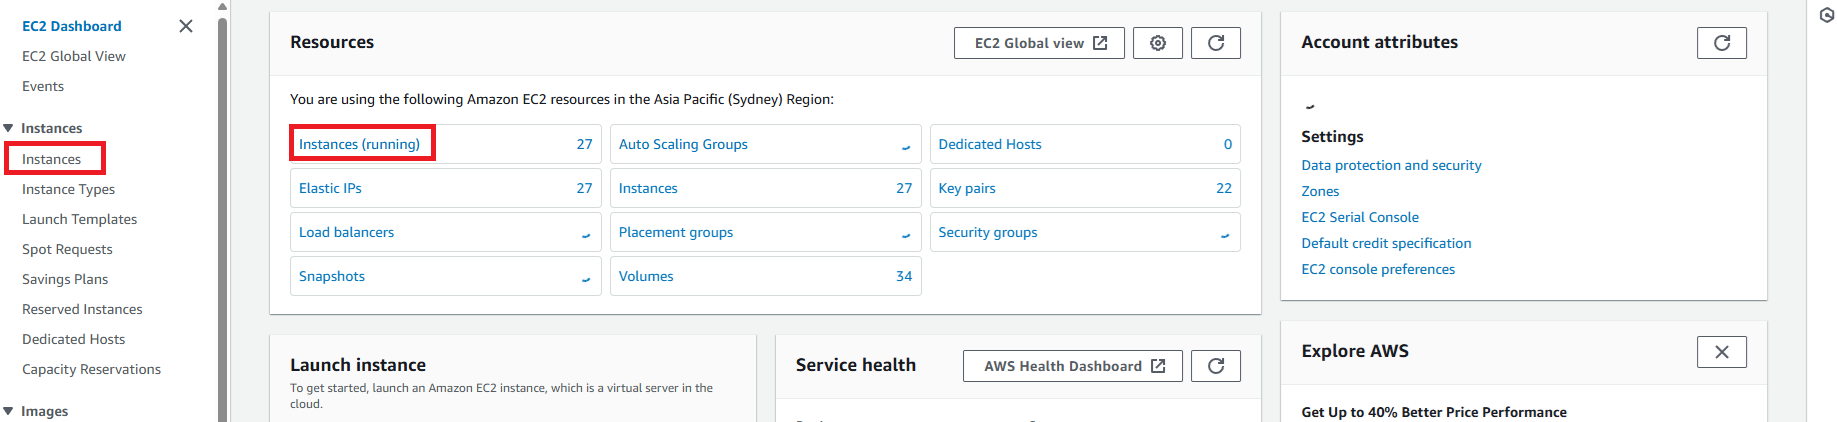 EC2 Dashboard
EC2 Global View
Events
Instances
Instances
Instance Types
Launch Templates
Spot Requests
Savings Plans
Reserved Instances
Dedicated Hosts
Capacity Reservations
Images
Resources
EC2 Global view
You are using the following Amazon EC2 resources in the Asia Pacific (Sydney) Region:
Instances (running) 27
Auto Scaling Groups
Dedicated Hosts 0
Elastic IPs 27
Instances 27
Key pairs 22
Load balancers
Placement groups
Security groups
Snapshots
Volumes 34
Launch instance
To get started, launch an Amazon EC2 instance, which is a virtual server in the
cloud.
Service health
AWS Health Dashboard
Account attributes
Settings
Data protection and security
Zones
EC2 Serial Console
Default credit specification
EC2 console preferences
Explore AWS
Get Up to 40% Better Price Performance